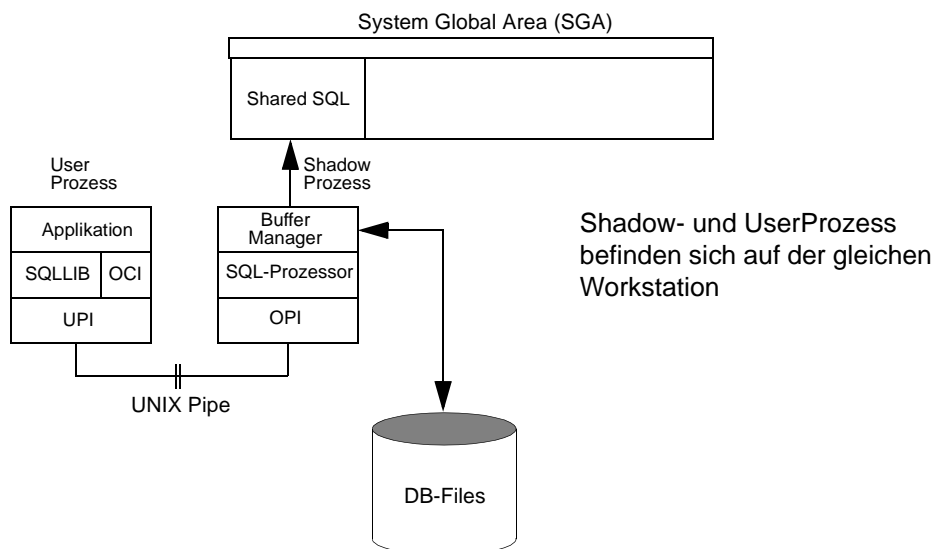 System Global Area (SGA)
Shared SQL
User
Prozess
Shadow
Prozess
Applikation
SQLLIB
OCI
UPI
Buffer
Manager
SQL-Prozessor
OPI
UNIX Pipe
Shadow- und UserProzess
befinden sich auf der gleichen
Workstation
DB-Files